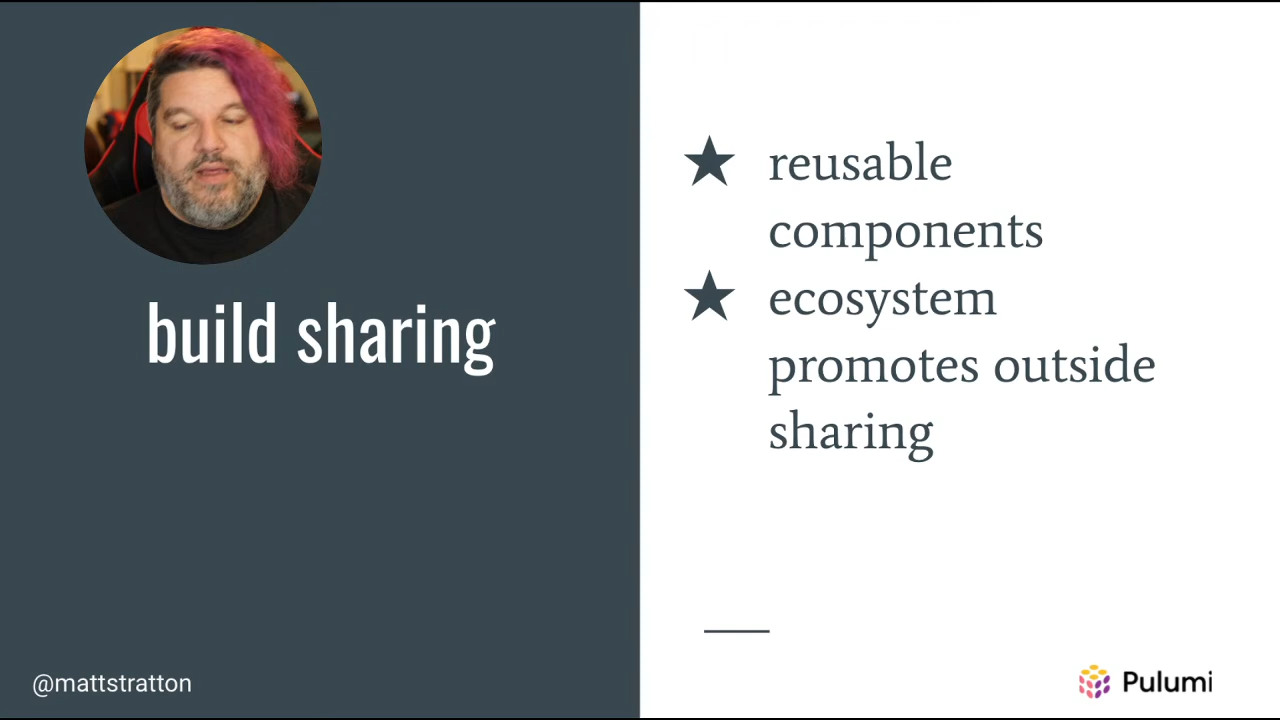 build sharing
reusable
components
ecosystem
promotes outside
sharing
@mattstratton
Pulumi